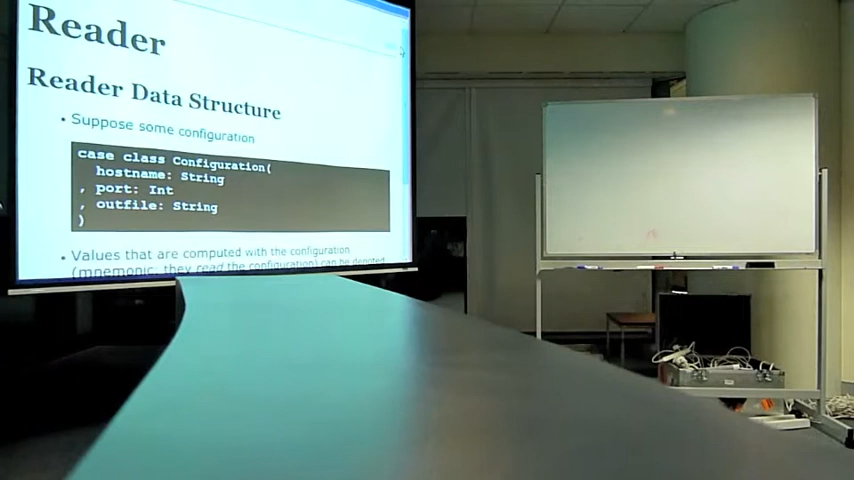 Reader
Reader Data Structure
• Suppose some configuration
case class Configuration(
hostname: String
, port: Int
, outfile: String
)
• Values that are computed with the configuration
(mnemonic, they read the configuration) can be denoted